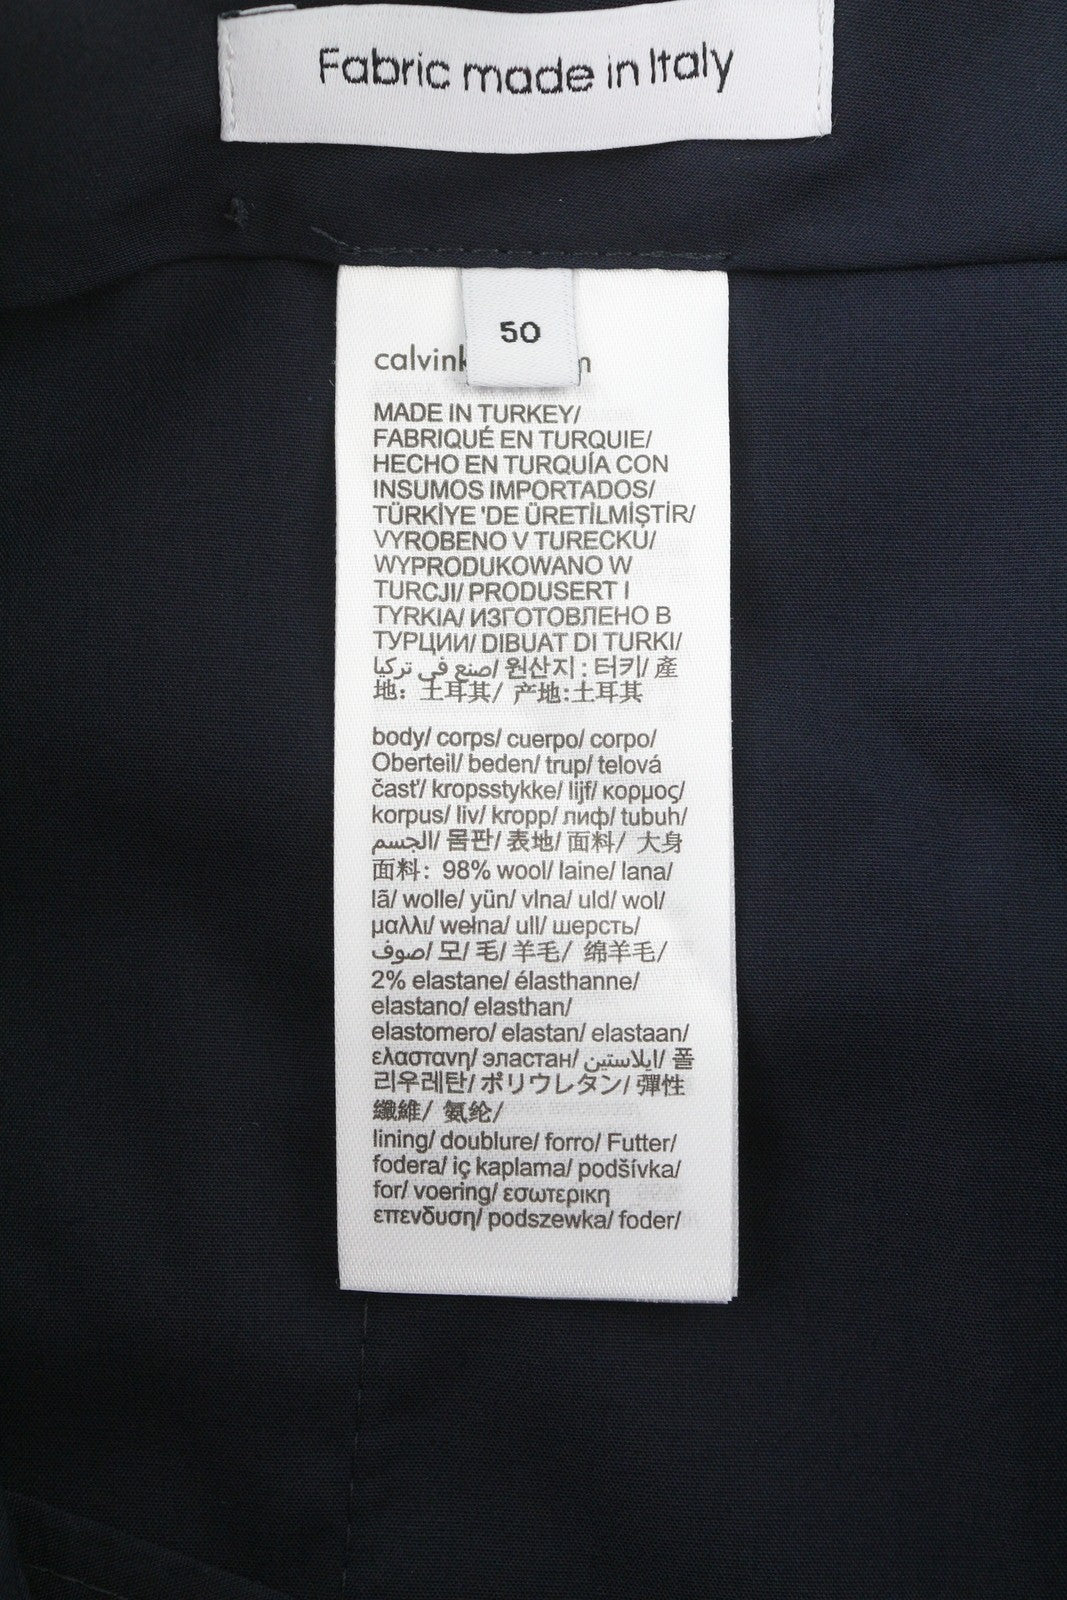 Fabric made in Italy
50
calvink
MADE IN TURKEY/
FABRIQUÉ EN TURQUIE/
HECHO EN TURQUÍA CON
INSUMOS IMPORTADOS/
TÜRKİYE 'DE ÜRETİLMİŞTİR/
VYROBENO V TURECKU/
WYPRODUKOWANO W
TURCJI/ PRODUSERT I
TYRKIA/ ИЗГОТОВЛЕНО В
ТУРЦИИ/ DIBUAT DI TURKI/
صنع في تركيا/ 원산지 : 터키/ 產
地: 土耳其/ 产地:土耳其
body/ corps/ cuerpo/ corpo/
Oberteil/ beden/ trup/ telová
čast'/ kropsstykke/ lijf/ κορμος/
korpus/ liv/ kropp/ лиф/ tubuh/
الجسم/ 몸판/ 表地/ 面料/ 大身
面料: 98% wool/ laine/ lana/
lã/ wolle/ yün/ vlna/ uld/ wol/
μαλλι/ wełna/ ull/ шерсть/
صوف/ 모/ 毛/ 羊毛/ 绵羊毛/
2% elastane/ élasthanne/
elastano/ elasthan/
elastomero/ elastan/ elastaan/
ελαστανη/ эластан/ إيلاستين/ 폴
리우레탄/ ポリウレタン/ 彈性
纖維/ 氨纶/
lining/ doublure/ forro/ Futter/
fodera/ iç kaplama/ podšívka/
for/ voering/ εσωτερικη
επενδυση/ podszewka/ foder/